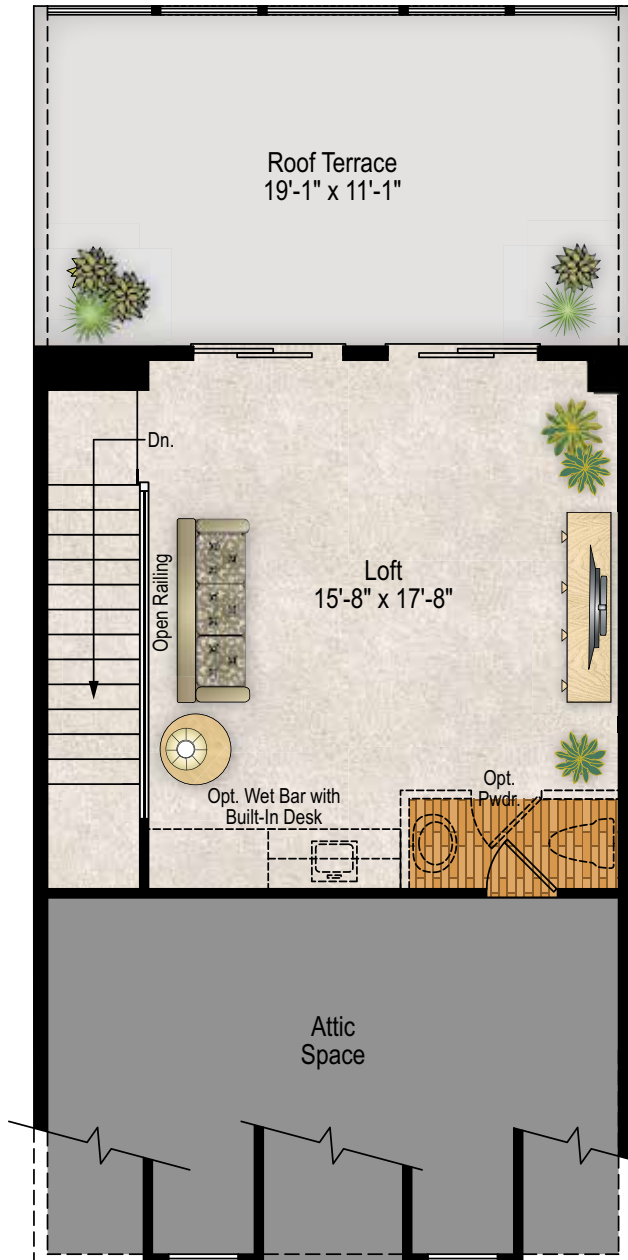 Roof Terrace
19'-1" x 11'-1"
Dn.
Open Railing
Loft
15'-8" x 17'-8"
Opt. Wet Bar with
Built-In Desk
Opt.
Pwdr.
Attic
Space